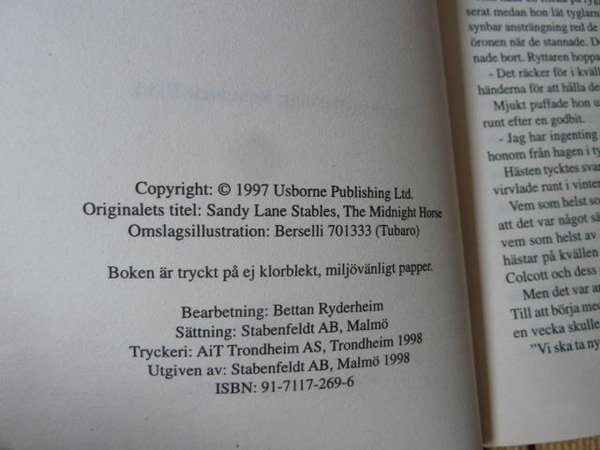 Copyright: © 1997 Usborne Publishing Ltd.
Originalets titel: Sandy Lane Stables, The Midnight Horse
Omslagsillustration: Berselli 701333 (Tubaro)
Boken är tryckt på ej klorblekt, miljövänligt papper.
Bearbetning: Bettan Ryderheim
Sättning: Stabenfeldt AB, Malmö
Tryckeri: AiT Trondheim AS, Trondheim 1998
Utgiven av: Stabenfeldt AB, Malmö 1998
ISBN: 91-7117-269-6
serat medan hon lät tyglarn
synbar ansträngning red de
öronen när de stannade. D
nade bort. Ryttaren hoppa
- Det räcker för i kväll
händerna för att hålla de
Mjukt puffade hon u
runt efter en godbit.
- Jag har ingenting
honom från hagen i ty
Hästen tycktes svar
virvlade runt i vinter
Vem som helst so
att det var något sä
vem som helst av
hästar på kvällen
Colcott och dess
Men det var an
Till att börja med
en vecka skulle
"Vi ska ta ny